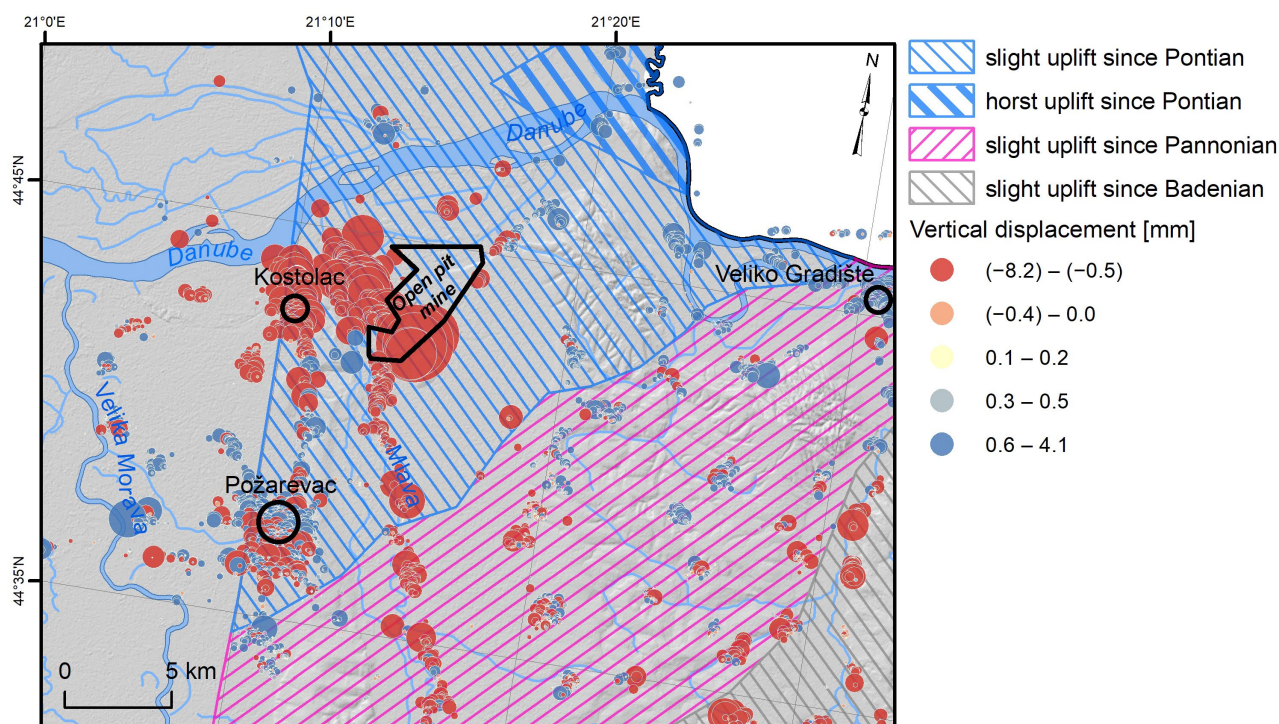 21°0'E
21°10'E
21°20'E
44°45'N
44°35'N
N
Danube
Danube
Kostolac
Open pit
mine
Veliko Gradište
Velika Morava
Mlava
Požarevac
0
5 km
slight uplift since Pontian
horst uplift since Pontian
slight uplift since Pannonian
slight uplift since Badenian
Vertical displacement [mm]
(−8.2) – (−0.5)
(−0.4) – 0.0
0.1 – 0.2
0.3 – 0.5
0.6 – 4.1